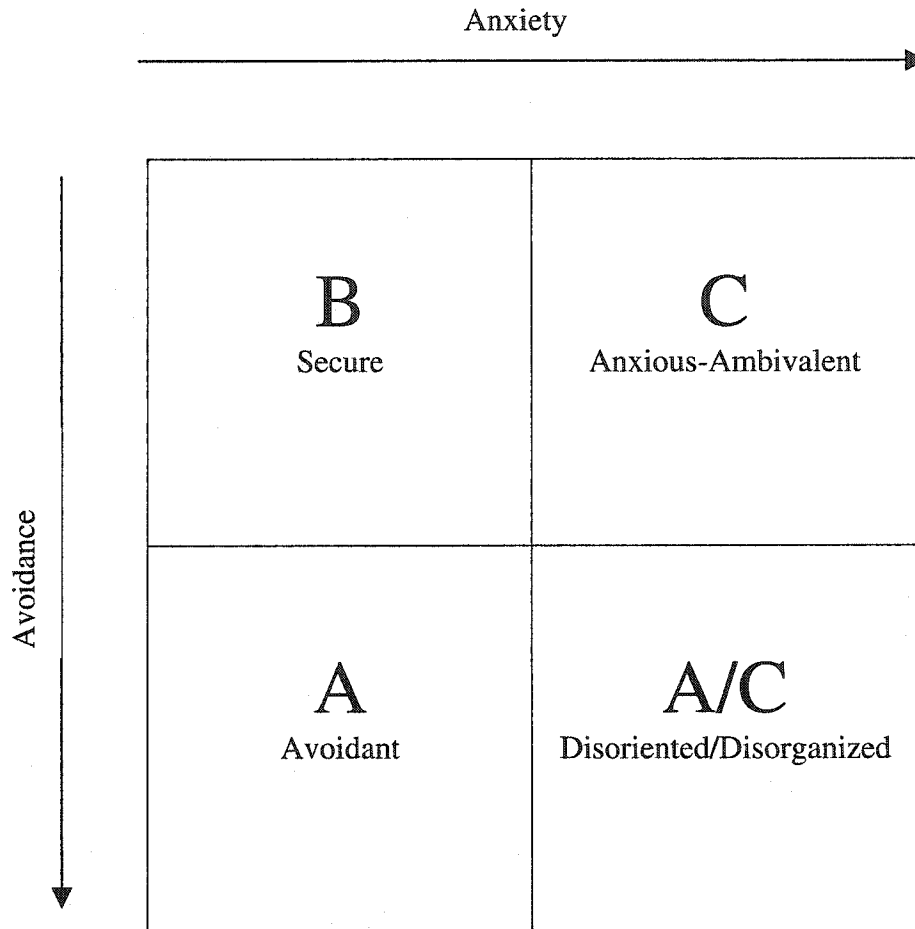 Anxiety
B
Secure
C
Anxious-Ambivalent
Avoidance
A
Avoidant
A/C
Disoriented/Disorganized